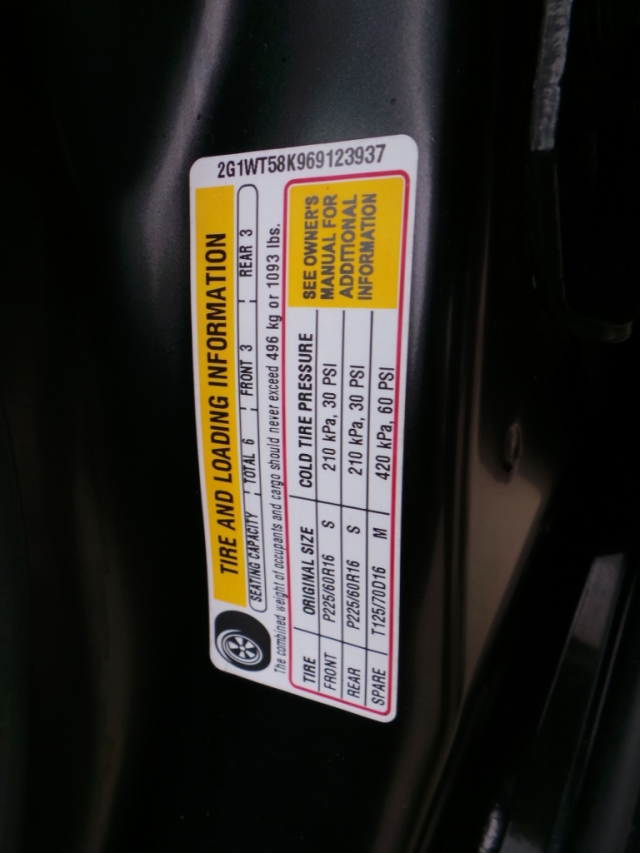 2G1WT58K969123937
TIRE AND LOADING INFORMATION
SEATING CAPACITY TOTAL 6 FRONT 3 REAR 3
The combined weight of occupants and cargo should never exceed 496 kg or 1093 lbs.
TIRE ORIGINAL SIZE COLD TIRE PRESSURE
FRONT P225/60R16 S 210 kPa, 30 PSI
REAR P225/60R16 S 210 kPa, 30 PSI
SPARE T125/70D16 M 420 kPa, 60 PSI
SEE OWNER'S
MANUAL FOR
ADDITIONAL
INFORMATION